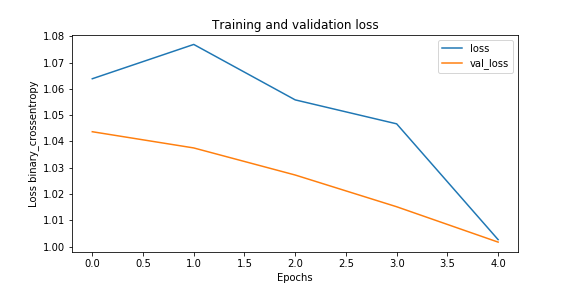 Training and validation loss
1.08
1.07
1.06
1.05
1.04
1.03
1.02
1.01
1.00
Loss binary_crossentropy
loss
val_loss
0.0 0.5 1.0 1.5 2.0 2.5 3.0 3.5 4.0
Epochs